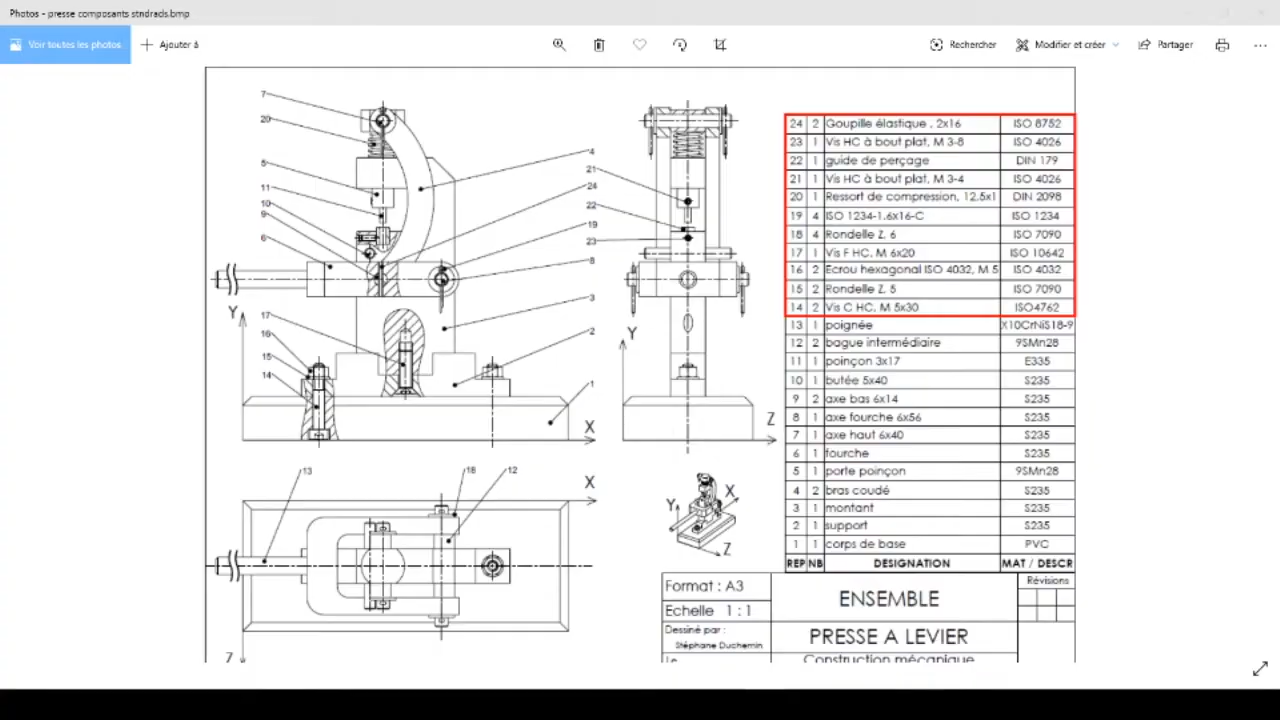 Photos - presse composants stndrads.bmp
Voir toutes les photos
Ajouter à
Rechercher
Modifier et créer
Partager
7
20
5
11
10
9
6
17
16
15
14
4
24
19
8
3
2
1
Y
X
21
22
23
Y
Z
13
18
12
X
Z
Y
X
Z
24 2 Goupille élastique , 2x16 ISO 8752
23 1 Vis HC à bout plat, M 3-8 ISO 4026
22 1 guide de perçage DIN 179
21 1 Vis HC à bout plat, M 3-4 ISO 4026
20 1 Ressort de compression, 12.5x1 DIN 2098
19 4 ISO 1234-1.6x16-C ISO 1234
18 4 Rondelle Z, 6 ISO 7090
17 1 Vis F HC, M 6x20 ISO 10642
16 2 Ecrou hexagonal ISO 4032, M 5 ISO 4032
15 2 Rondelle Z, 5 ISO 7090
14 2 Vis C HC, M 5x30 ISO4762
13 1 poignée X10CrNiS18-9
12 2 bague intermédiaire 9SMn28
11 1 poinçon 3x17 E335
10 1 butée 5x40 S235
9 2 axe bas 6x14 S235
8 1 axe fourche 6x56 S235
7 1 axe haut 6x40 S235
6 1 fourche S235
5 1 porte poinçon 9SMn28
4 2 bras coudé S235
3 1 montant S235
2 1 support S235
1 1 corps de base PVC
REP NB DESIGNATION MAT / DESCR
Format : A3
Echelle 1 : 1
Dessiné par :
Stéphane Duchemin
Le
ENSEMBLE
PRESSE A LEVIER
Construction mécanique
Révisions